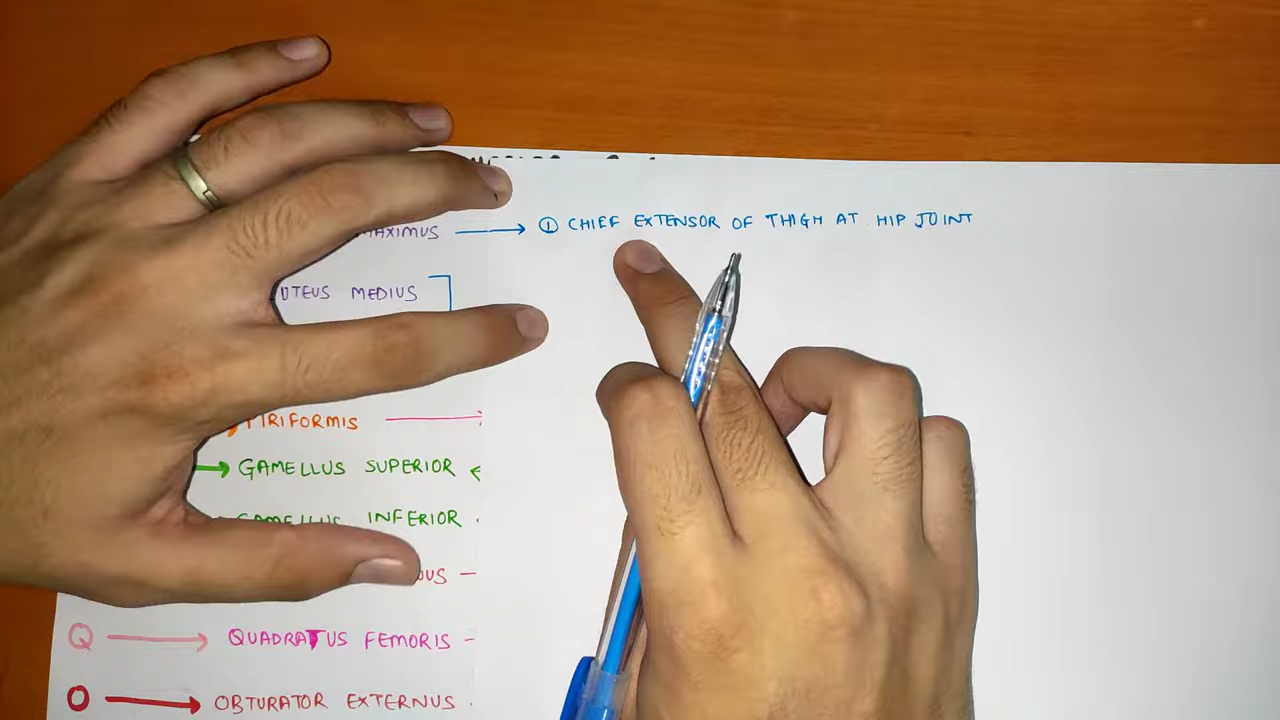 MAXIMUS → ① CHIEF EXTENSOR OF THIGH AT HIP JOINT
UTEUS MEDIUS
PIRIFORMIS
GAMELLUS SUPERIOR
GAMELLUS INFERIOR
Q → QUADRATUS FEMORIS -
O → OBTURATOR EXTERNUS